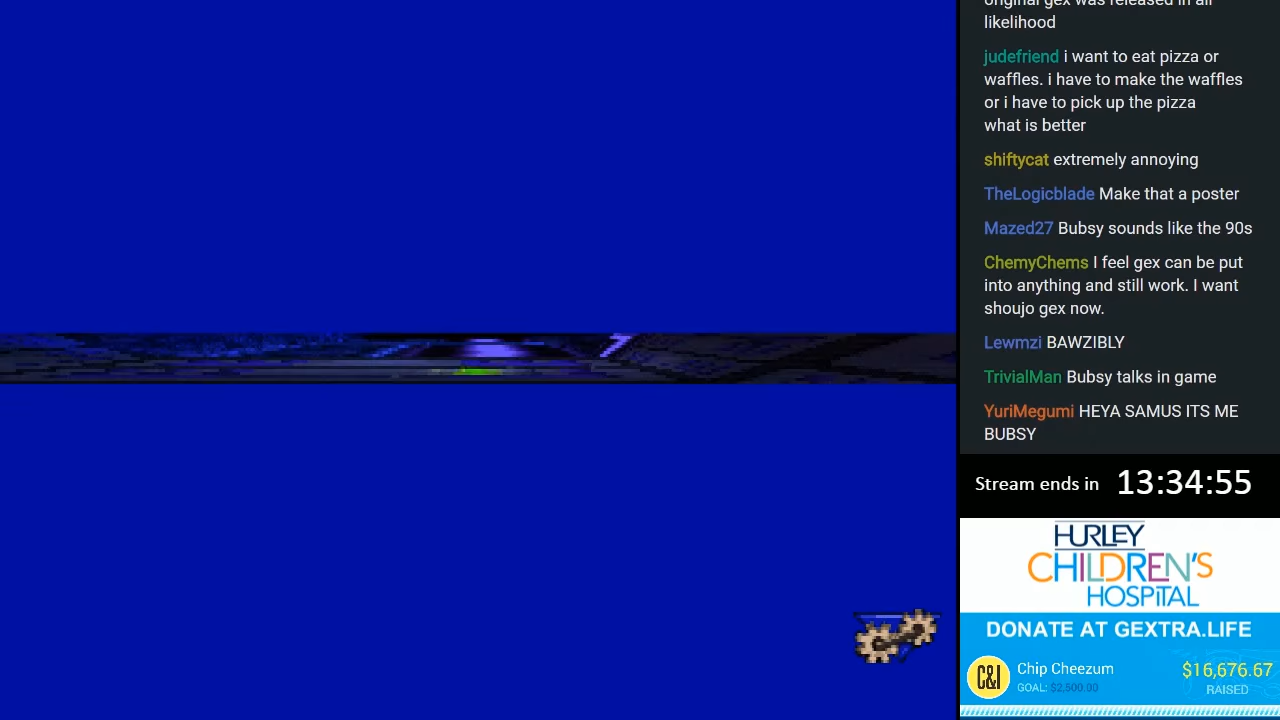 original gex was released in all
likelihood
judefriend i want to eat pizza or
waffles. i have to make the waffles
or i have to pick up the pizza
what is better
shiftycat extremely annoying
TheLogicblade Make that a poster
Mazed27 Bubsy sounds like the 90s
ChemyChems I feel gex can be put
into anything and still work. I want
shoujo gex now.
Lewmzi BAWZIBLY
TrivialMan Bubsy talks in game
YuriMegumi HEYA SAMUS ITS ME
BUBSY
Stream ends in 13:34:55
HURLEY
CHILDREN'S
HOSPITAL
DONATE AT GEXTRA.LIFE
C&I
Chip Cheezum
GOAL: $2,500.00
$16,676.67
RAISED